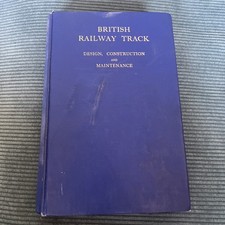 BRITISH
RAILWAY TRACK
DESIGN, CONSTRUCTION
AND
MAINTENANCE